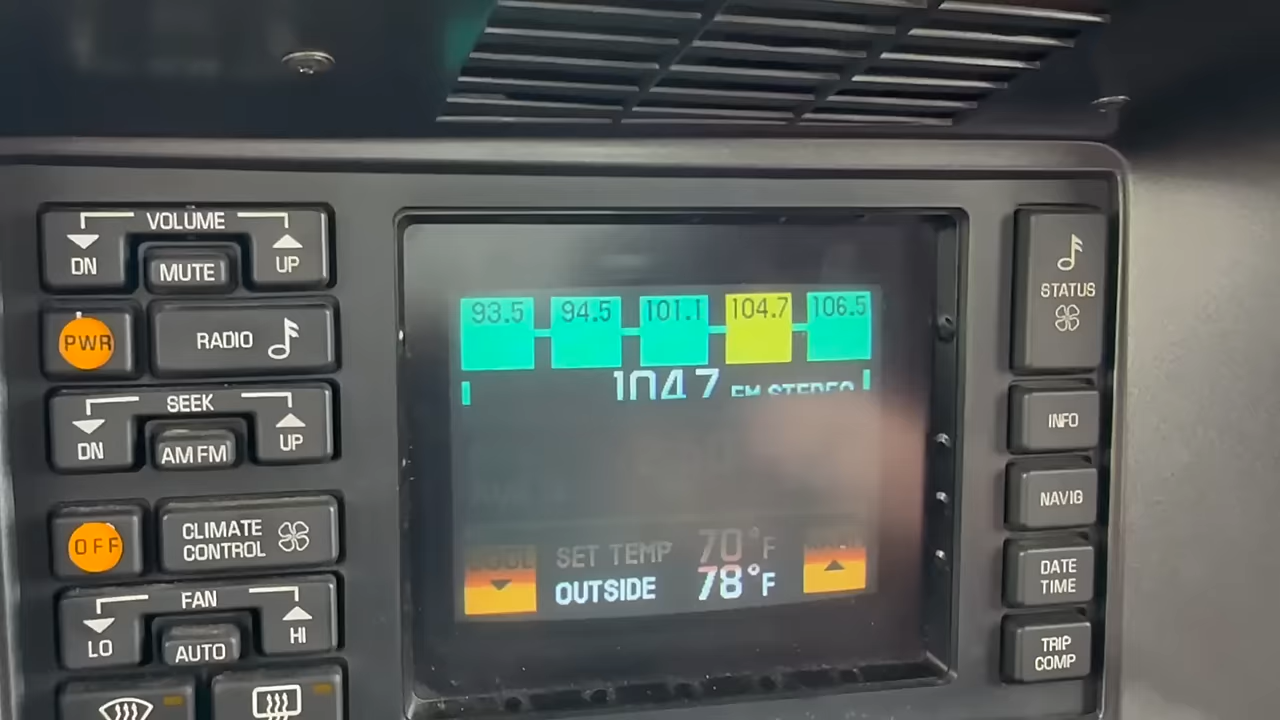 VOLUME
DN
MUTE
UP
PWR
RADIO
SEEK
DN
AM FM
UP
OFF
CLIMATE
CONTROL
FAN
LO
AUTO
HI
93.5 94.5 101.1 104.7 106.5
104.7 FM STEREO
SET TEMP 70°F
OUTSIDE 78°F
STATUS
INFO
NAVIG
DATE
TIME
TRIP
COMP